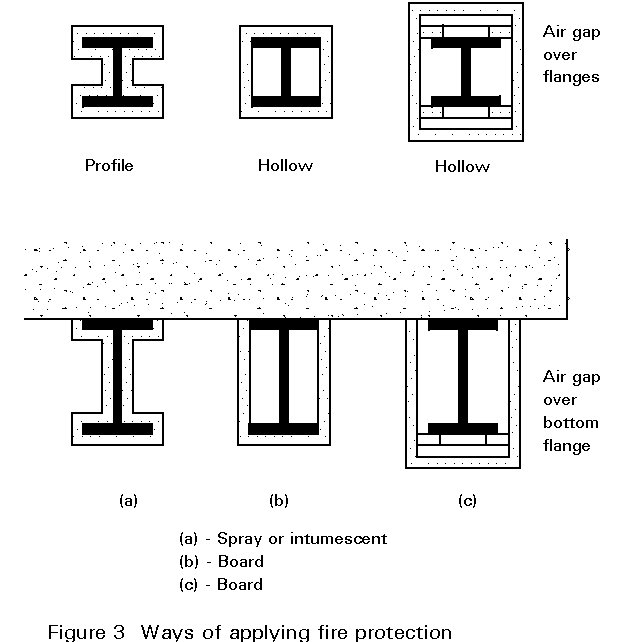 Air gap
over
flanges
Profile
Hollow
Hollow
Air gap
over
bottom
flange
(a)
(b)
(c)
(a) - Spray or intumescent
(b) - Board
(c) - Board
Figure 3 Ways of applying fire protection